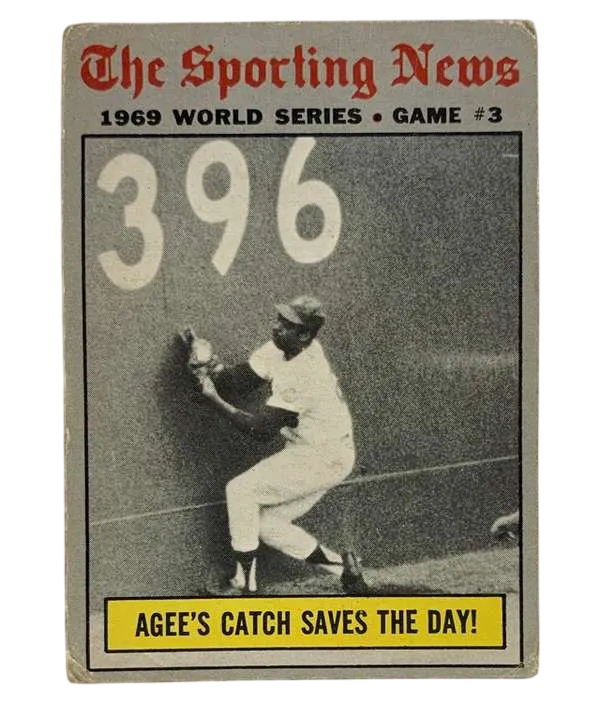 The Sporting News
1969 WORLD SERIES • GAME #3
396
AGEE'S CATCH SAVES THE DAY!